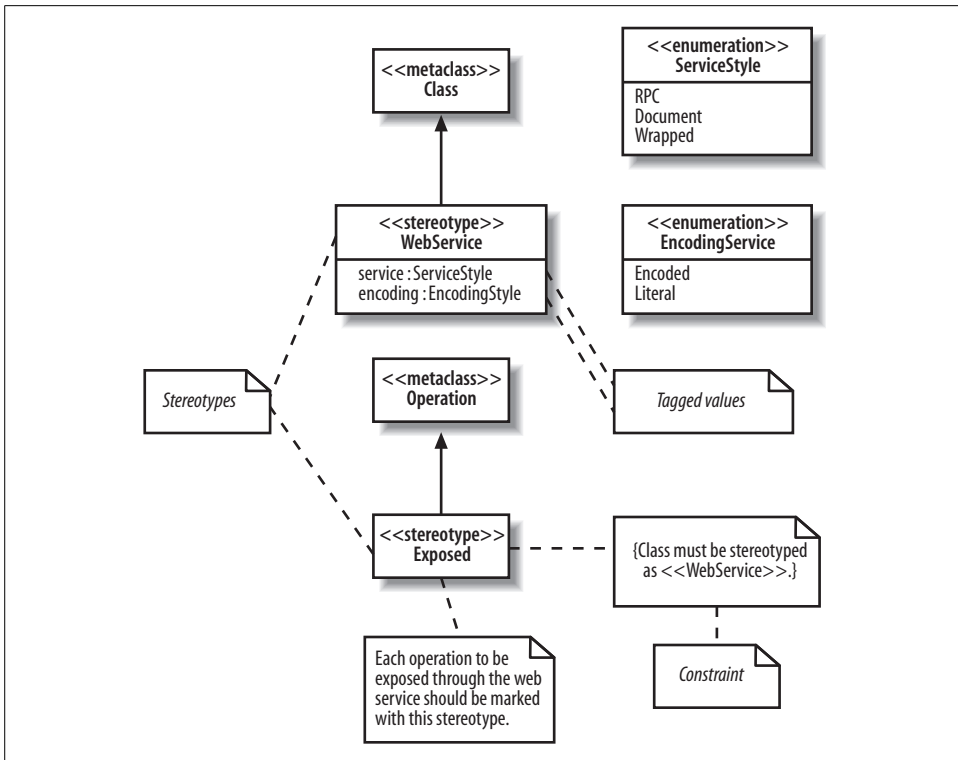 <<metaclass>>
Class
<<enumeration>>
ServiceStyle
RPC
Document
Wrapped
<<stereotype>>
WebService
service : ServiceStyle
encoding : EncodingStyle
<<enumeration>>
EncodingService
Encoded
Literal
Stereotypes
<<metaclass>>
Operation
Tagged values
<<stereotype>>
Exposed
{Class must be stereotyped
as <<WebService>>.}
Each operation to be
exposed through the web
service should be marked
with this stereotype.
Constraint